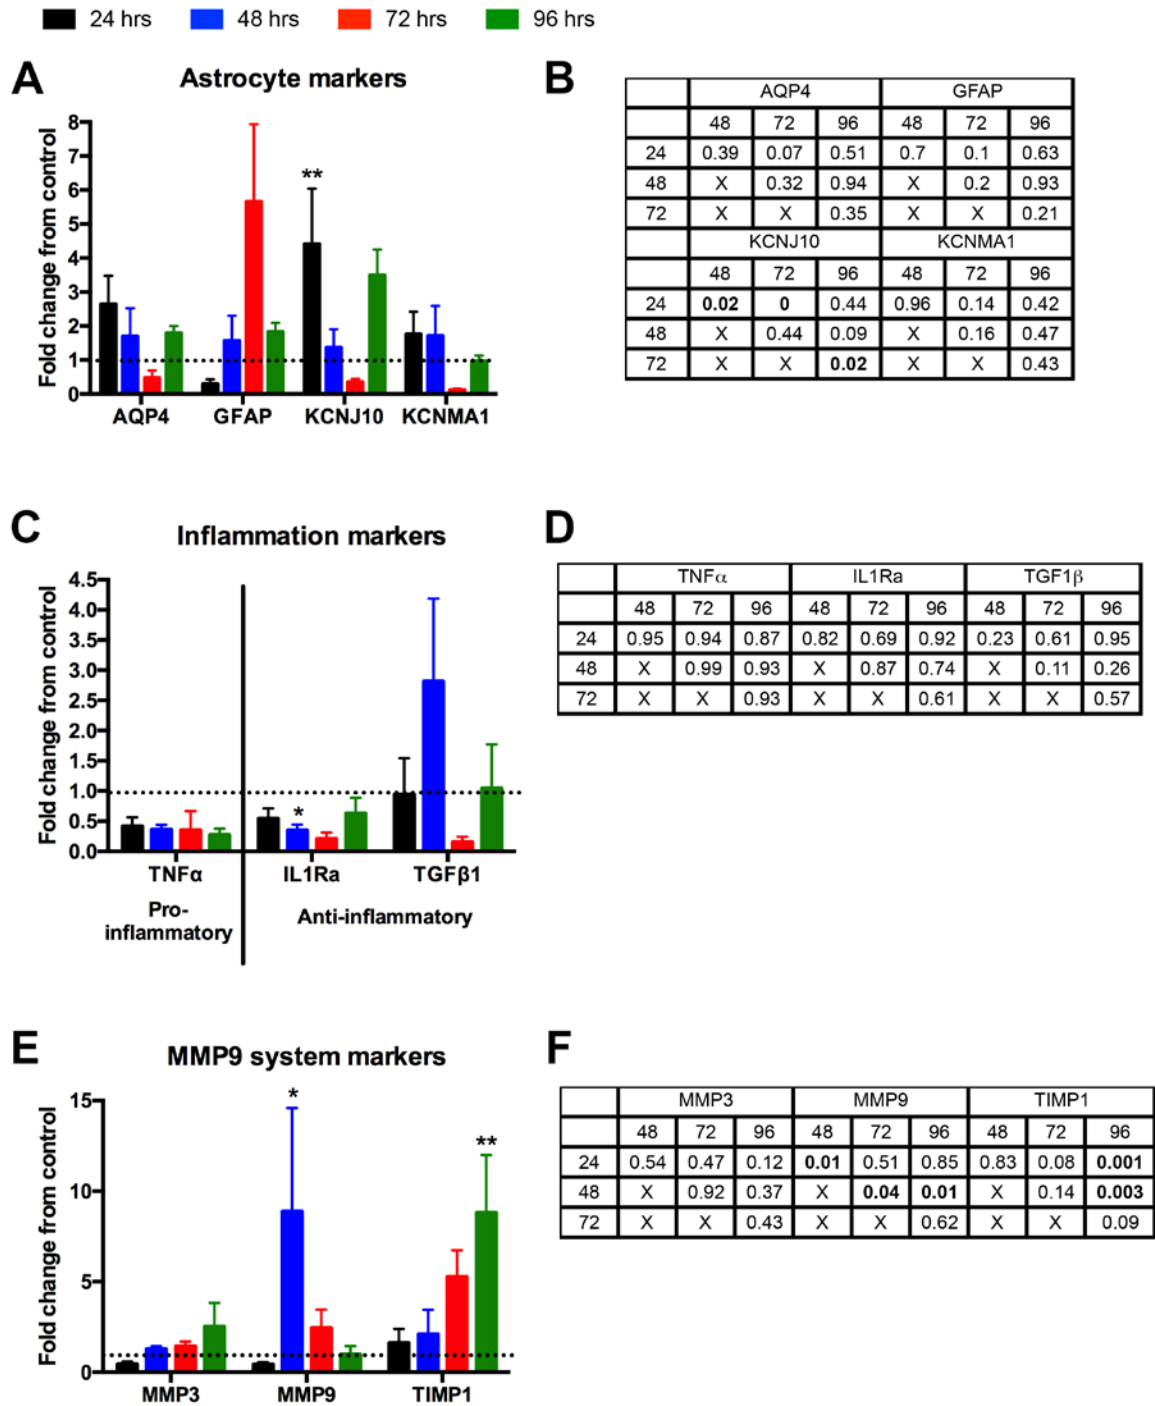 24 hrs 48 hrs 72 hrs 96 hrs
A
Astrocyte markers
Fold change from control
8
7
6
5
4
3
2
1
0
**
AQP4 GFAP KCNJ10 KCNMA1
B
AQP4 GFAP
48 72 96 48 72 96
24 0.39 0.07 0.51 0.7 0.1 0.63
48 X 0.32 0.94 X 0.2 0.93
72 X X 0.35 X X 0.21
KCNJ10 KCNMA1
48 72 96 48 72 96
24 0.02 0 0.44 0.96 0.14 0.42
48 X 0.44 0.09 X 0.16 0.47
72 X X 0.02 X X 0.43
C
Inflammation markers
Fold change from control
4.5
4.0
3.5
3.0
2.5
2.0
1.5
1.0
0.5
0.0
*
TNFα IL1Ra TGFβ1
Pro-
inflammatory
Anti-inflammatory
D
TNFα IL1Ra TGF1β
48 72 96 48 72 96 48 72 96
24 0.95 0.94 0.87 0.82 0.69 0.92 0.23 0.61 0.95
48 X 0.99 0.93 X 0.87 0.74 X 0.11 0.26
72 X X 0.93 X X 0.61 X X 0.57
E
MMP9 system markers
Fold change from control
15
10
5
0
*
**
MMP3 MMP9 TIMP1
F
MMP3 MMP9 TIMP1
48 72 96 48 72 96 48 72 96
24 0.54 0.47 0.12 0.01 0.51 0.85 0.83 0.08 0.001
48 X 0.92 0.37 X 0.04 0.01 X 0.14 0.003
72 X X 0.43 X X 0.62 X X 0.09